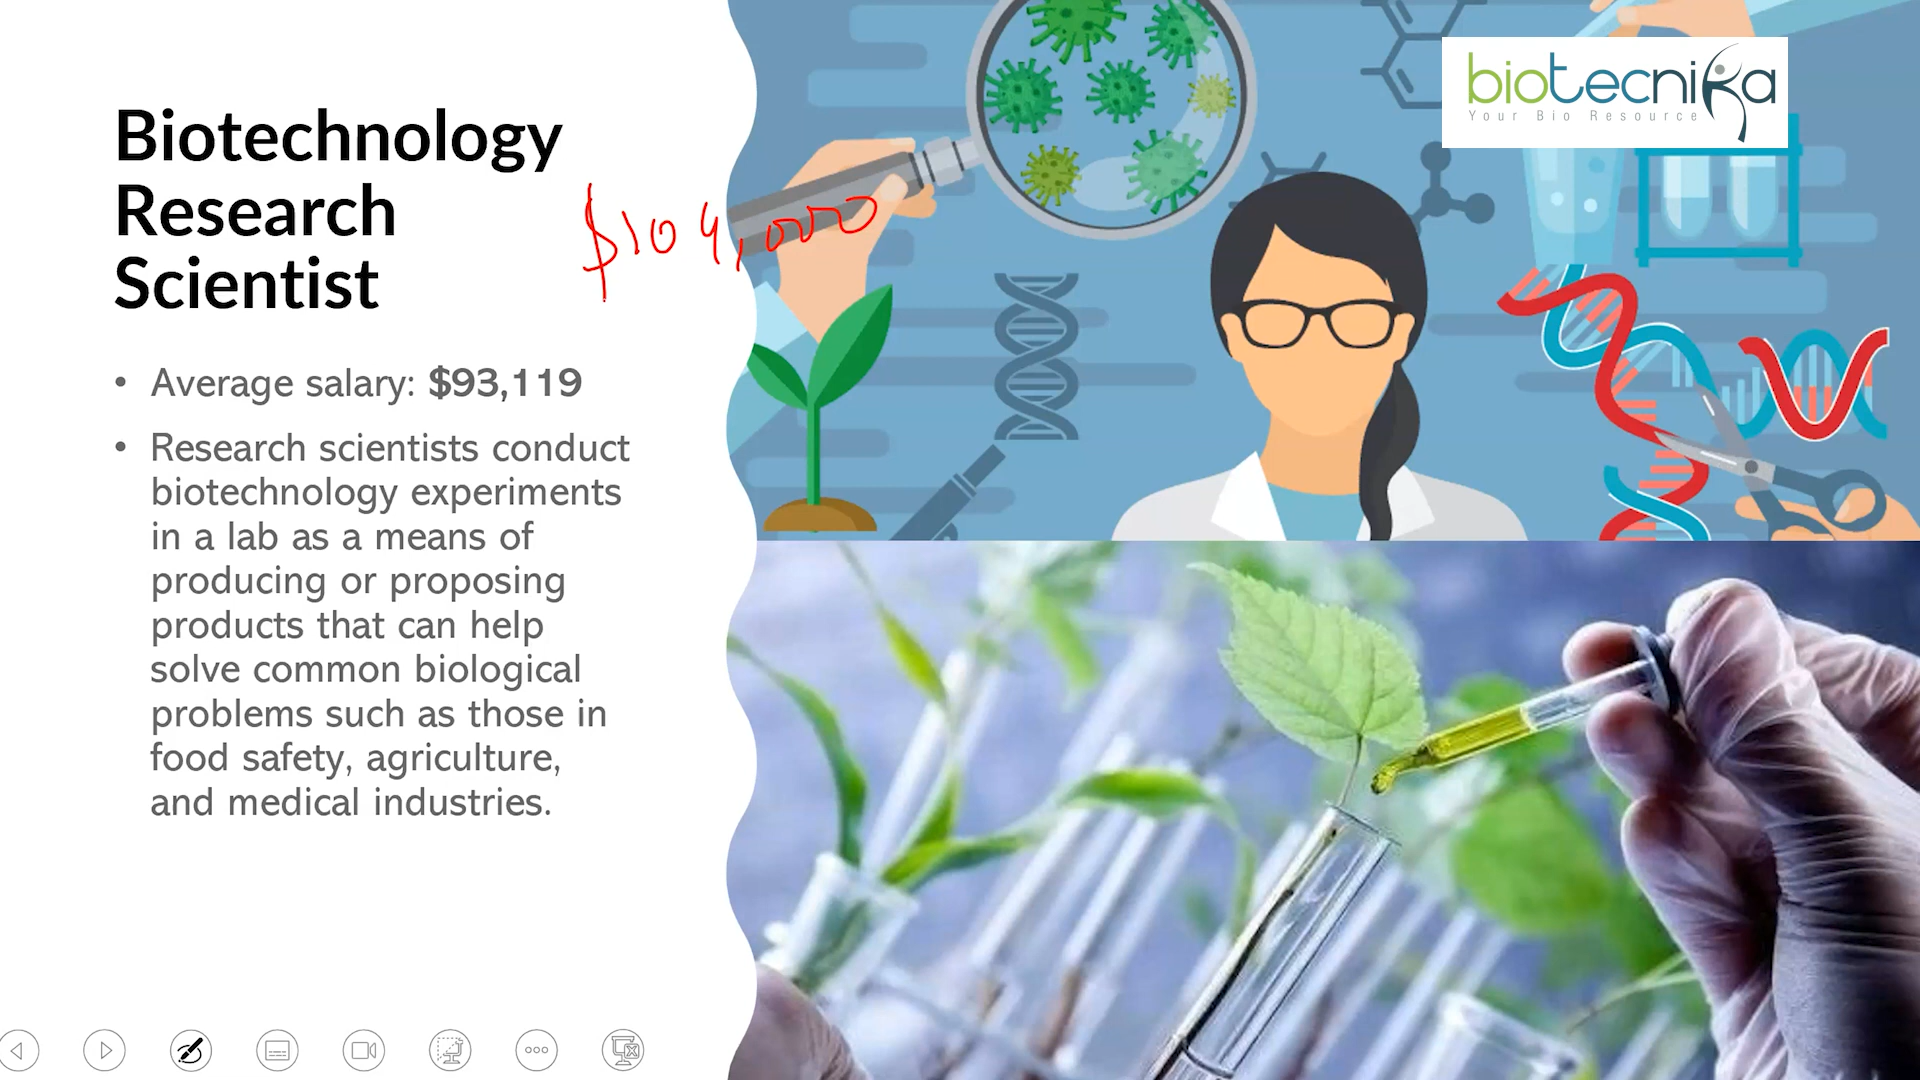 biotecnika
Your Bio Resource
Biotechnology
Research
Scientist
$104,000
• Average salary: $93,119
• Research scientists conduct
biotechnology experiments
in a lab as a means of
producing or proposing
products that can help
solve common biological
problems such as those in
food safety, agriculture,
and medical industries.